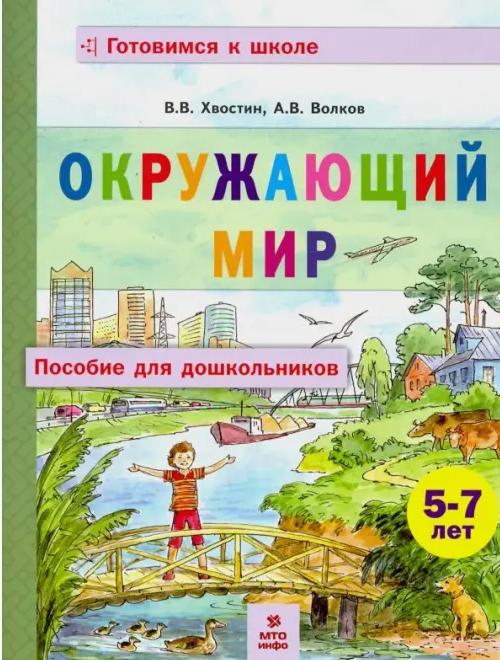 Готовимся к школе
В.В. Хвостин, А.В. Волков
ОКРУЖАЮЩИЙ
МИР
Пособие для дошкольников
5-7
лет
МТО
инфо